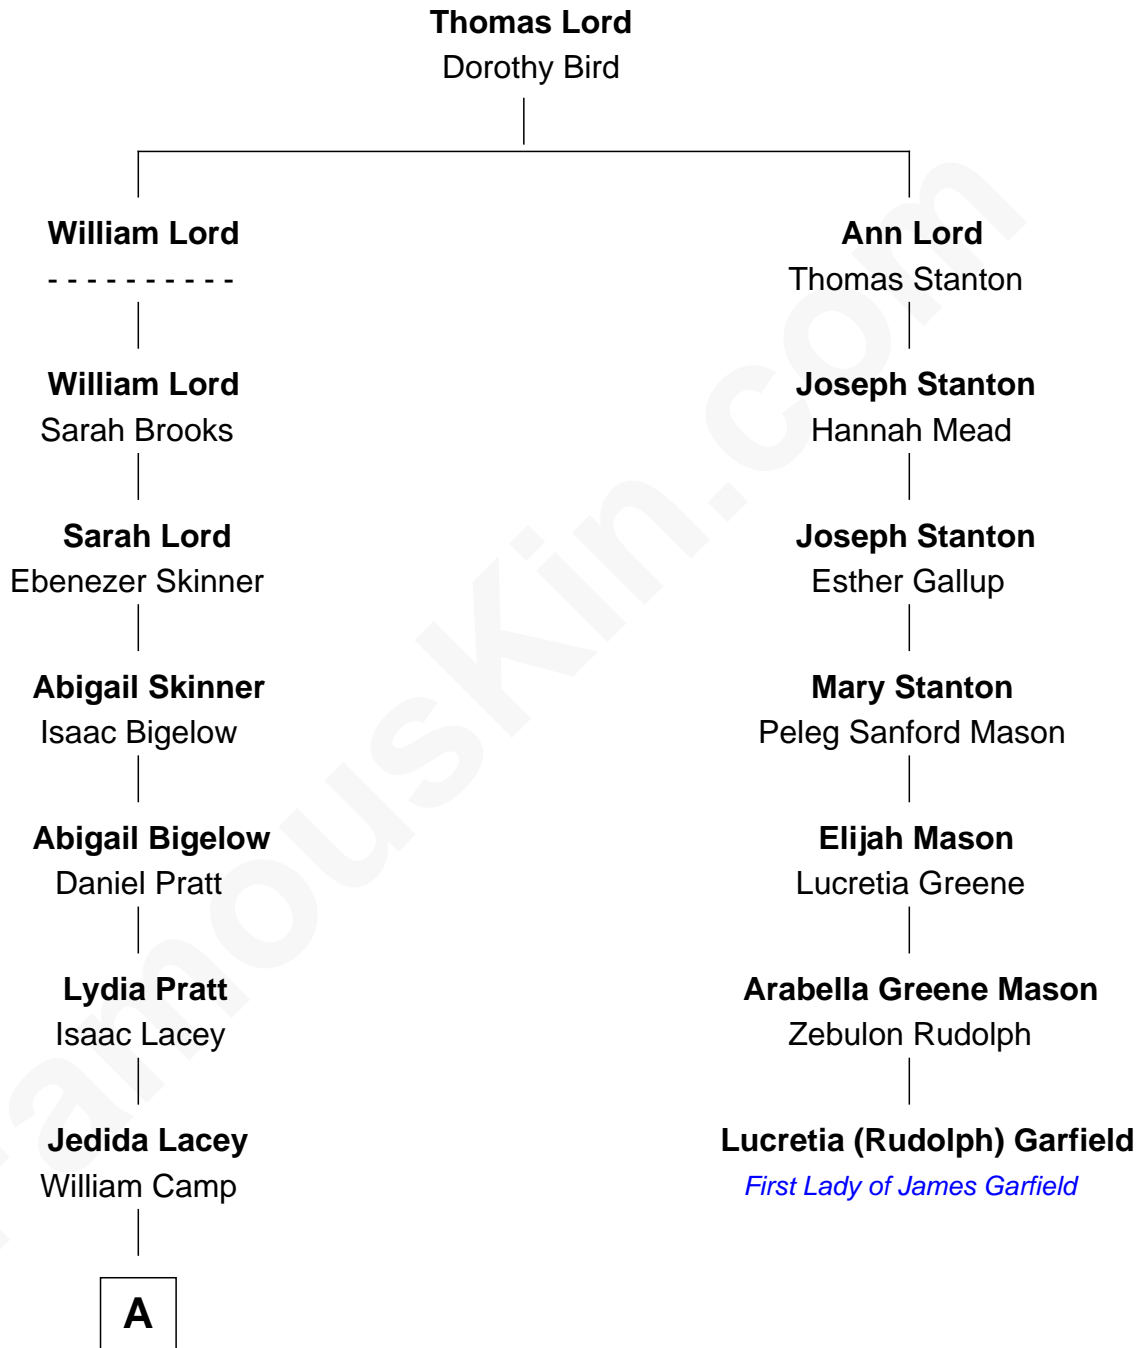 Thomas Lord
Dorothy Bird
William Lord
- - - - - - - - - -
Ann Lord
Thomas Stanton
William Lord
Sarah Brooks
Joseph Stanton
Hannah Mead
Sarah Lord
Ebenezer Skinner
Joseph Stanton
Esther Gallup
Abigail Skinner
Isaac Bigelow
Mary Stanton
Peleg Sanford Mason
Abigail Bigelow
Daniel Pratt
Elijah Mason
Lucretia Greene
Lydia Pratt
Isaac Lacey
Arabella Greene Mason
Zebulon Rudolph
Jedida Lacey
William Camp
Lucretia (Rudolph) Garfield
First Lady of James Garfield
A
FamousKin.com